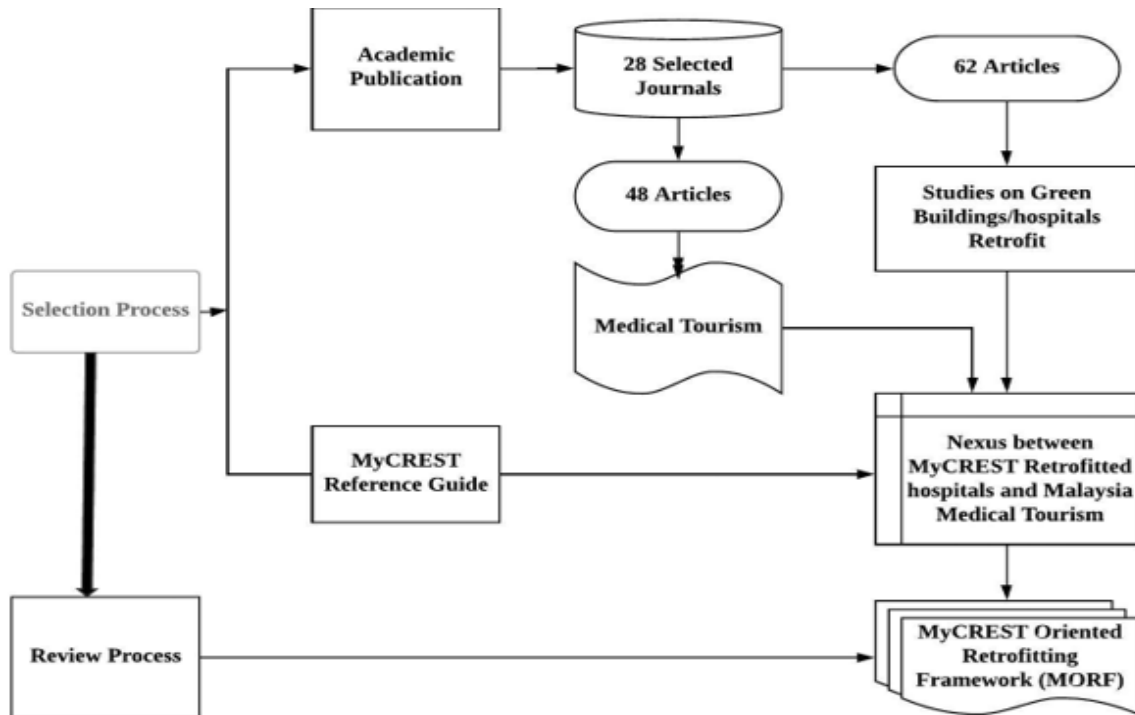 Academic
Publication
28 Selected
Journals
62 Articles
48 Articles
Studies on Green
Buildings/hospitals
Retrofit
Selection Process
Medical Tourism
MyCREST
Reference Guide
Nexus between
MyCREST Retrofitted
hospitals and Malaysia
Medical Tourism
Review Process
MyCREST Oriented
Retrofitting
Framework (MORF)